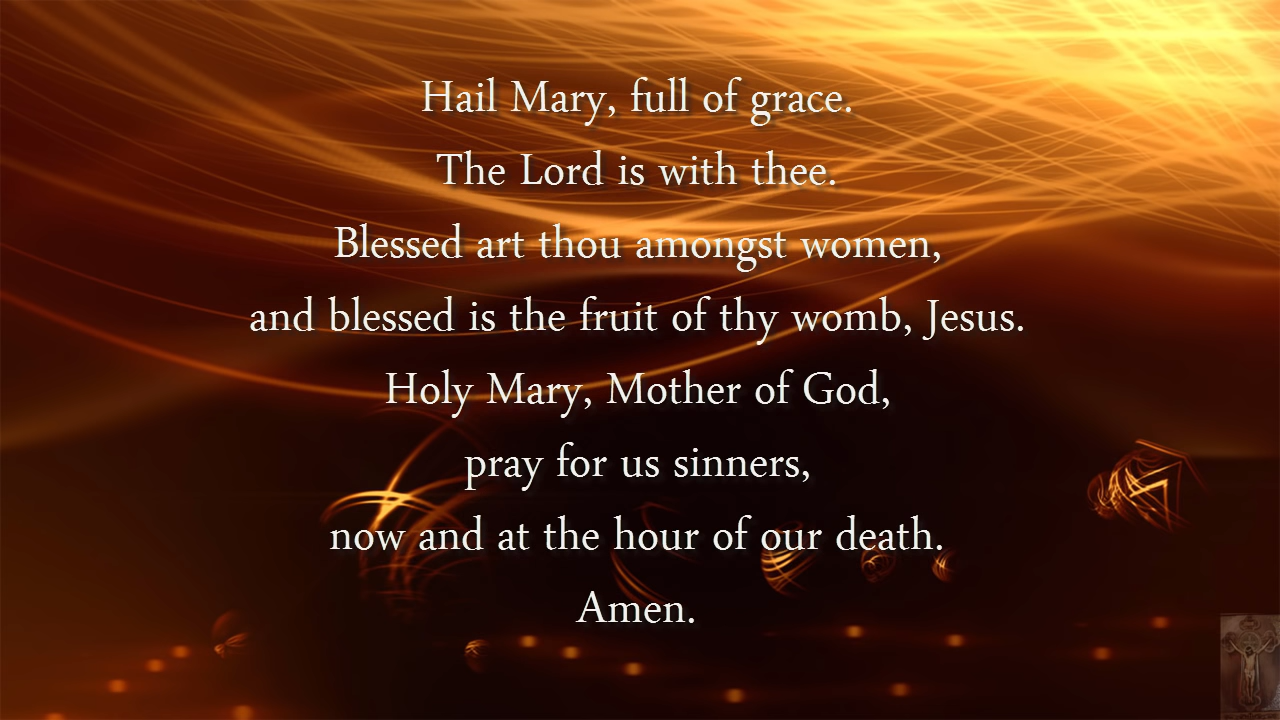 Hail Mary, full of grace.
The Lord is with thee.
Blessed art thou amongst women,
and blessed is the fruit of thy womb, Jesus.
Holy Mary, Mother of God,
pray for us sinners,
now and at the hour of our death.
Amen.